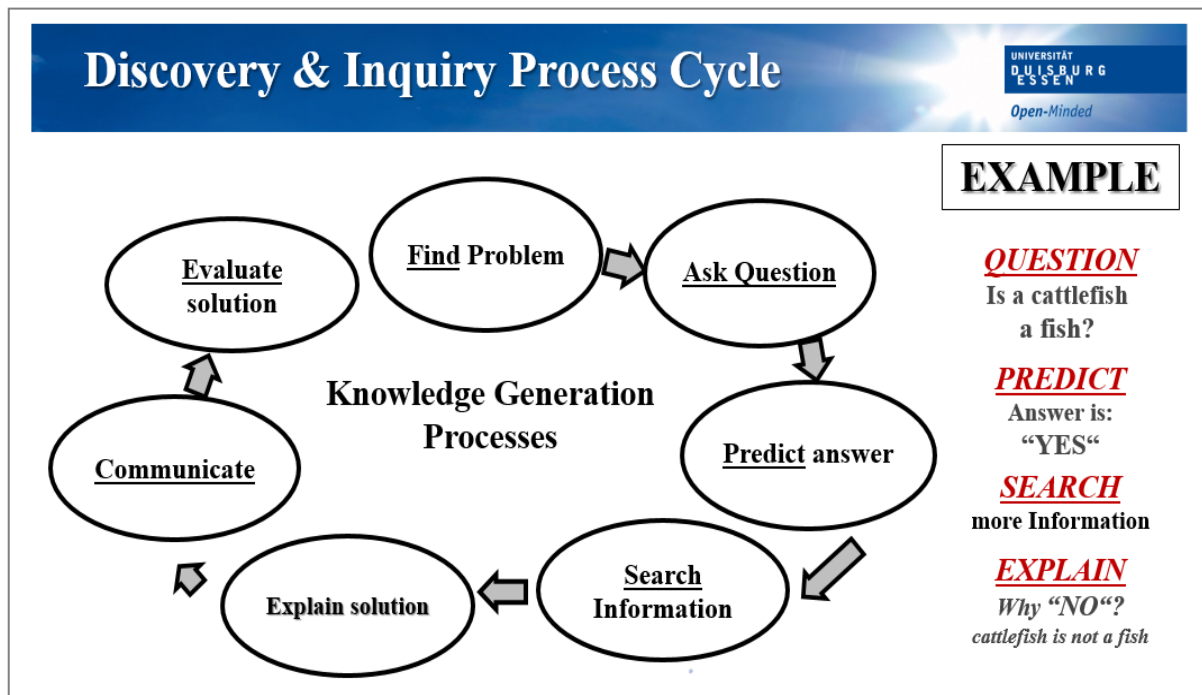 Discovery & Inquiry Process Cycle
UNIVERSITÄT
DUISBURG
ESSEN
Open-Minded
EXAMPLE
Find Problem
Ask Question
Predict answer
Search
Information
Explain solution
Communicate
Evaluate
solution
Knowledge Generation
Processes
QUESTION
Is a cattlefish
a fish?
PREDICT
Answer is:
“YES“
SEARCH
more Information
EXPLAIN
Why “NO“?
cattlefish is not a fish